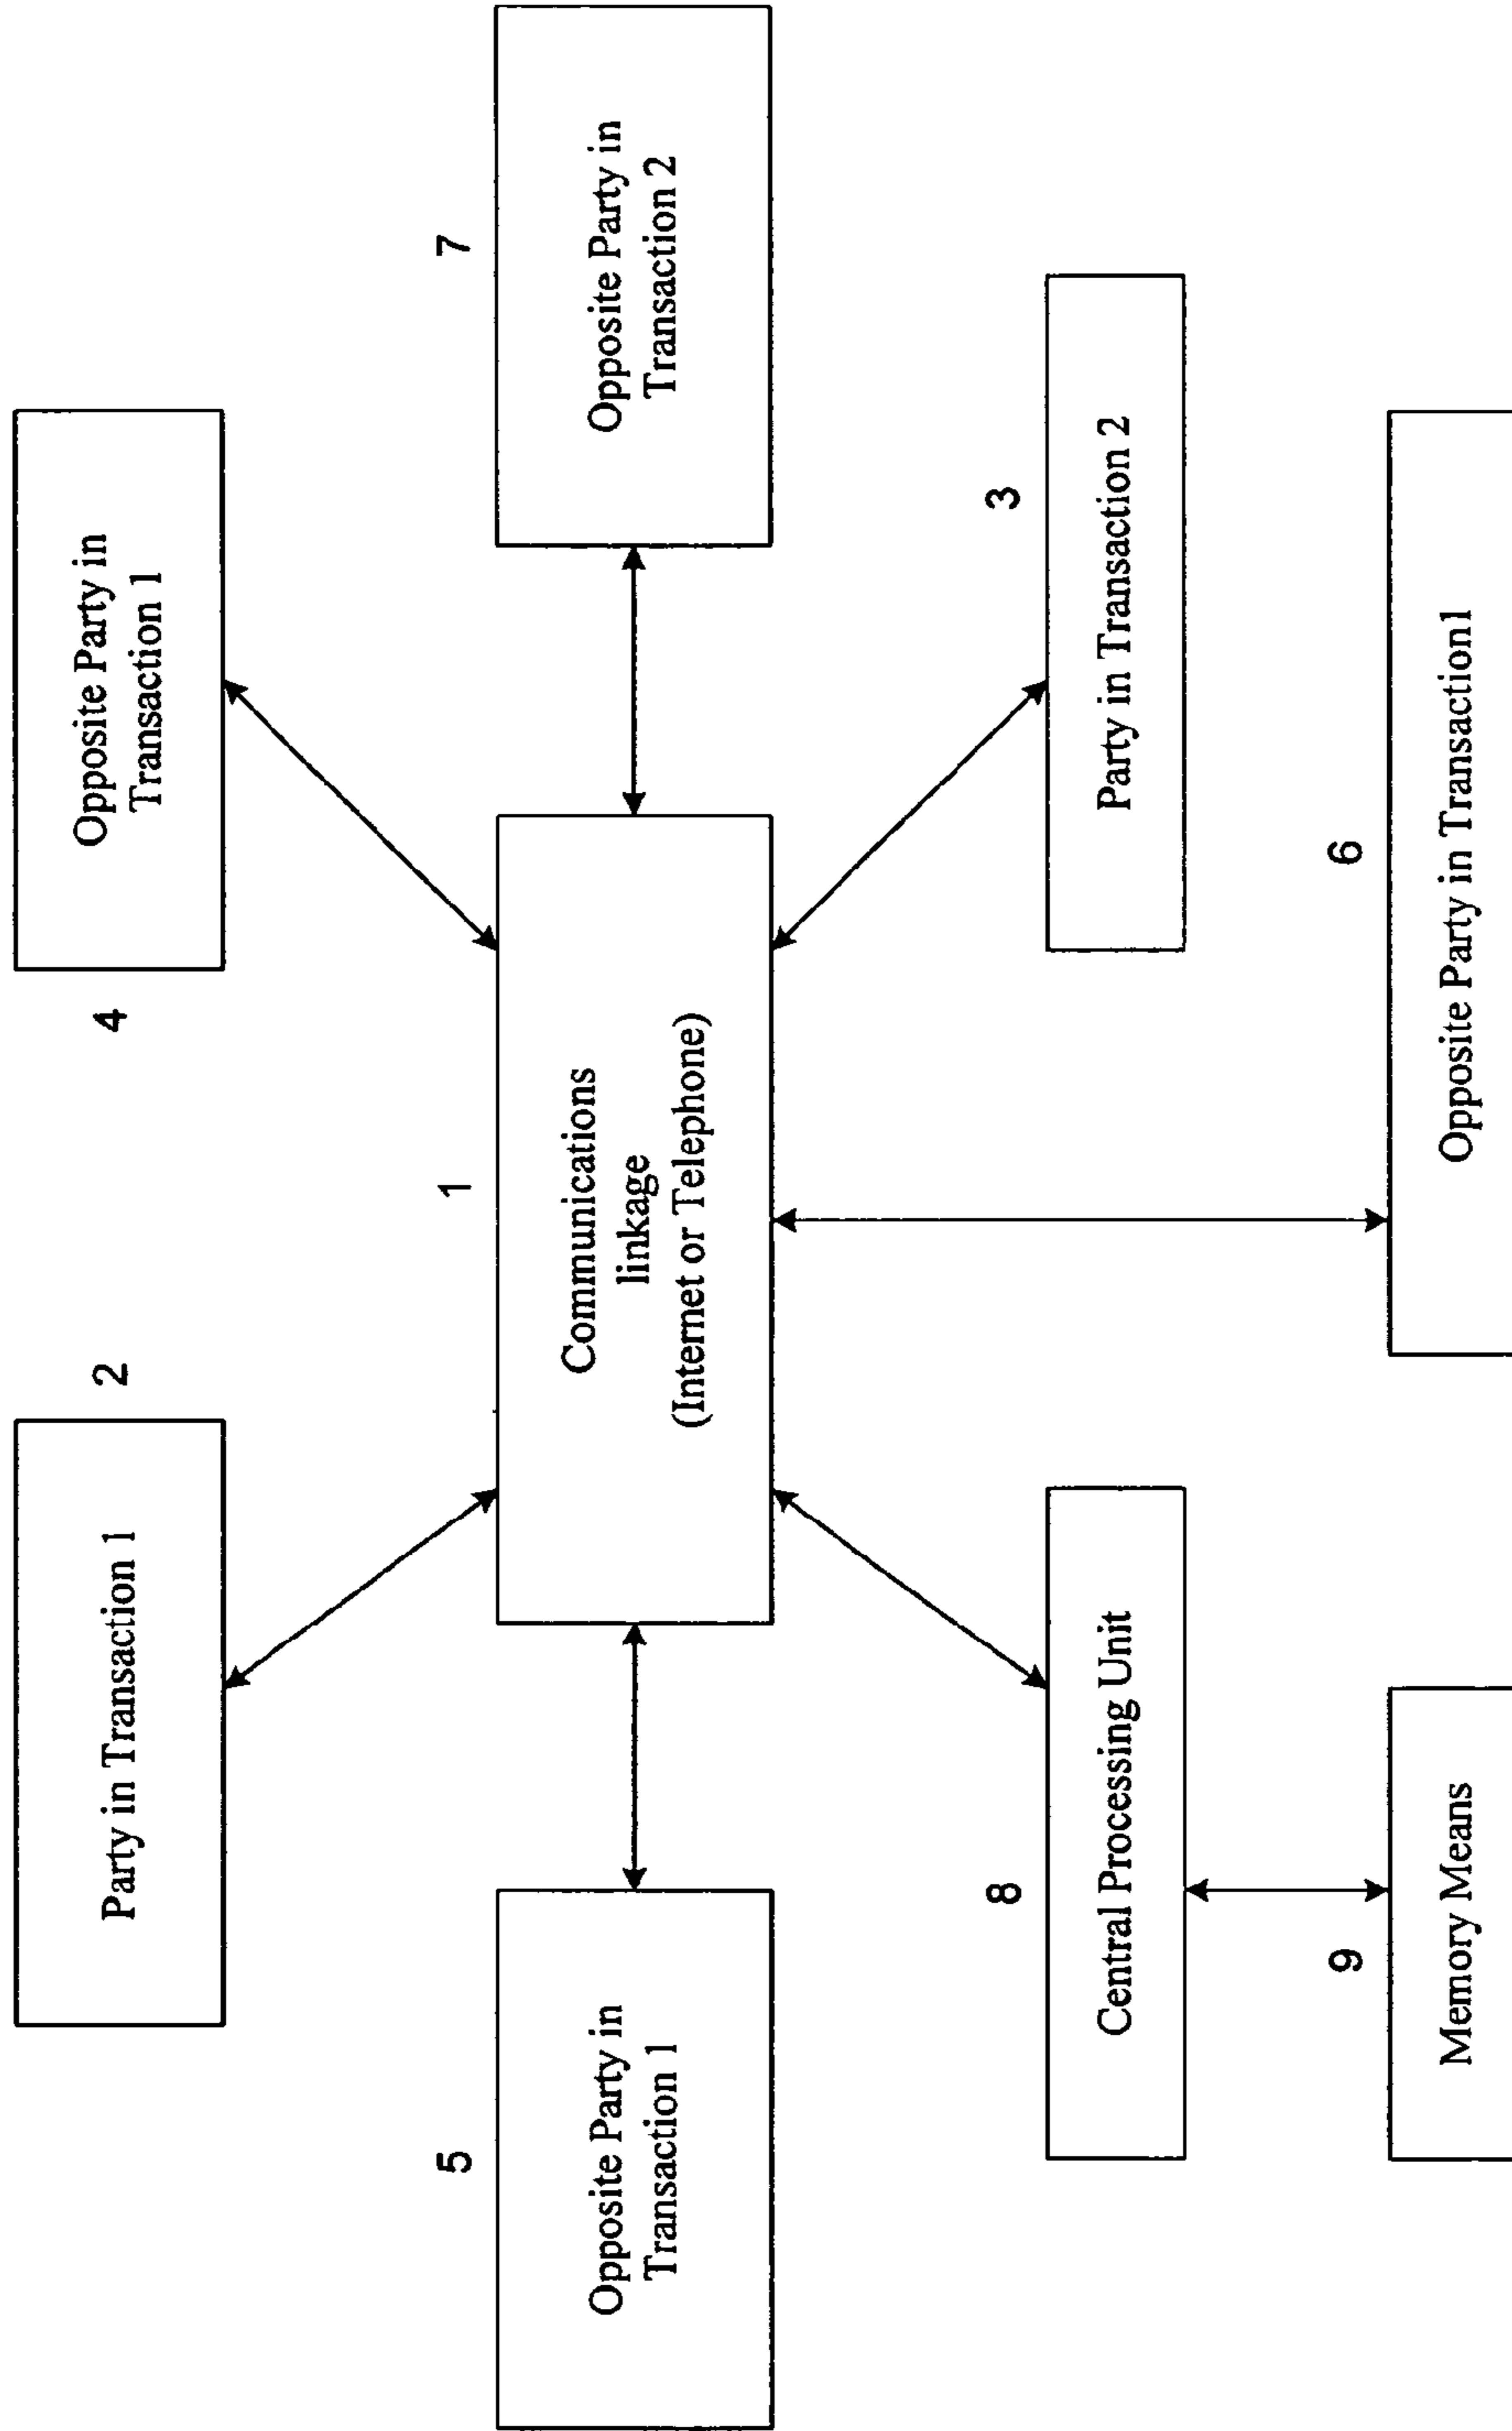 Party in Transaction 1
2
4
Opposite Party in
Transaction 1
5
Opposite Party in
Transaction 1
1
Communications
linkage
(Internet or Telephone)
7
Opposite Party in
Transaction 2
8
Central Processing Unit
3
Party in Transaction 2
9
Memory Means
6
Opposite Party in Transaction1